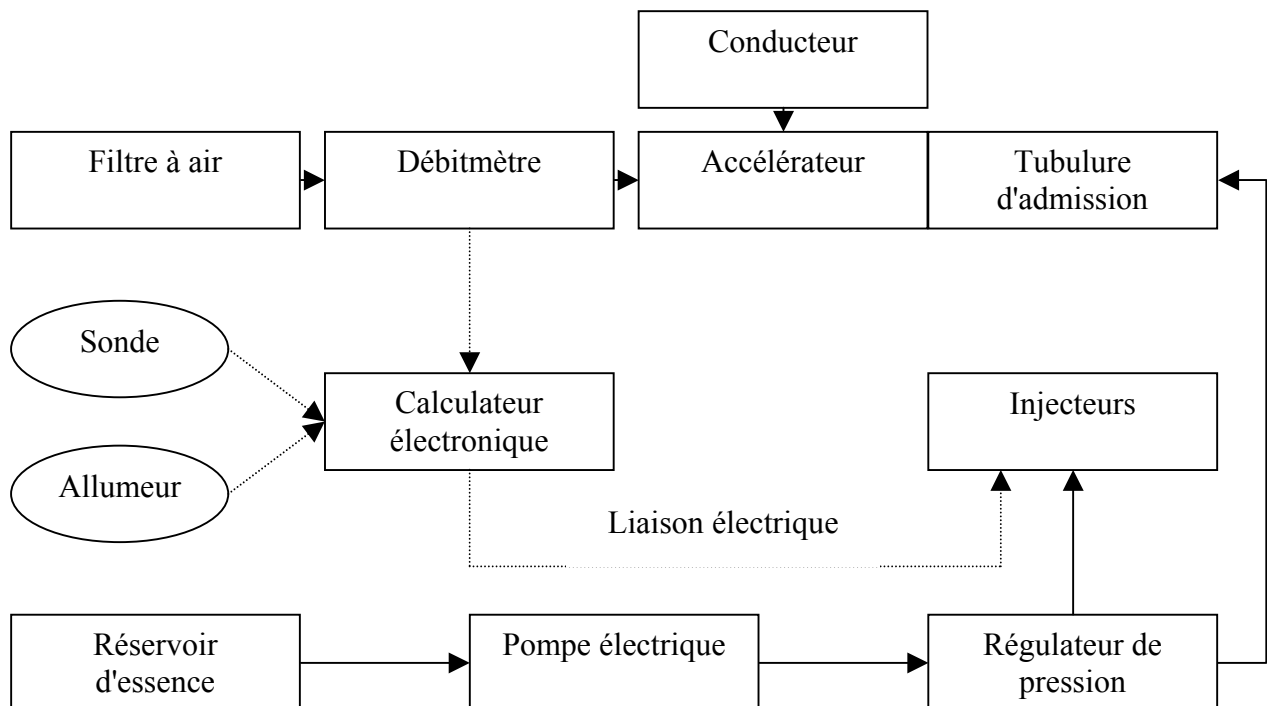 Conducteur
Filtre à air
Débitmètre
Accélérateur
Tubulure
d'admission
Sonde
Allumeur
Calculateur
électronique
Injecteurs
Liaison électrique
Réservoir
d'essence
Pompe électrique
Régulateur de
pression